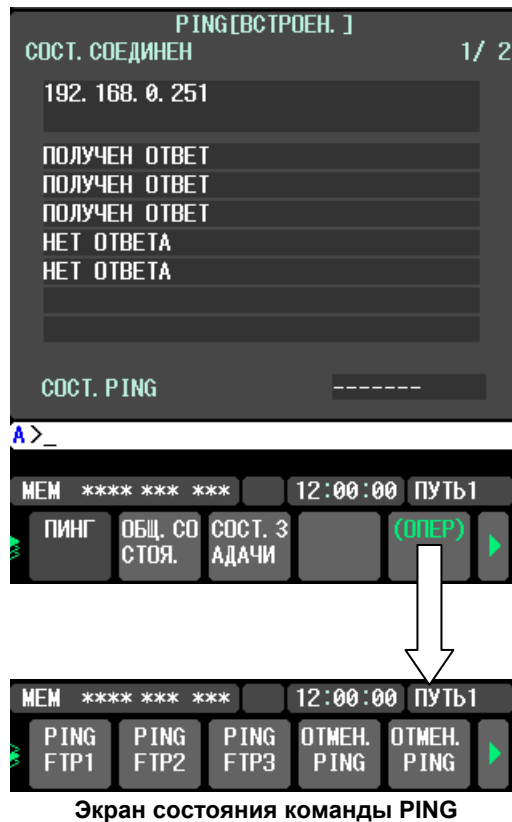 PING[ВСТРОЕН. ]
СОСТ. СОЕДИНЕН 1/ 2
192. 168. 0. 251
ПОЛУЧЕН ОТВЕТ
ПОЛУЧЕН ОТВЕТ
ПОЛУЧЕН ОТВЕТ
НЕТ ОТВЕТА
НЕТ ОТВЕТА
СОСТ. PING -------
A>_
MEM **** *** *** 12:00:00 ПУТЬ1
ПИНГ ОБЩ. СО СОСТ. З (ОПЕР)
СТОЯ. АДАЧИ
MEM **** *** *** 12:00:00 ПУТЬ1
PING PING PING ОТМЕН. ОТМЕН.
FTP1 FTP2 FTP3 PING PING
Экран состояния команды PING